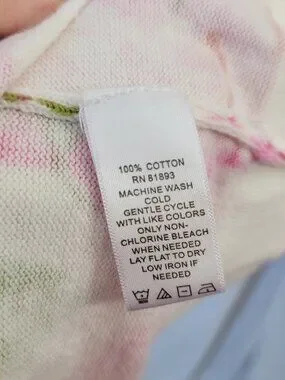 100% COTTON
RN 81893
MACHINE WASH
COLD
GENTLE CYCLE
WITH LIKE COLORS
ONLY NON-
CHLORINE BLEACH
WHEN NEEDED
LAY FLAT TO DRY
LOW IRON IF
NEEDED